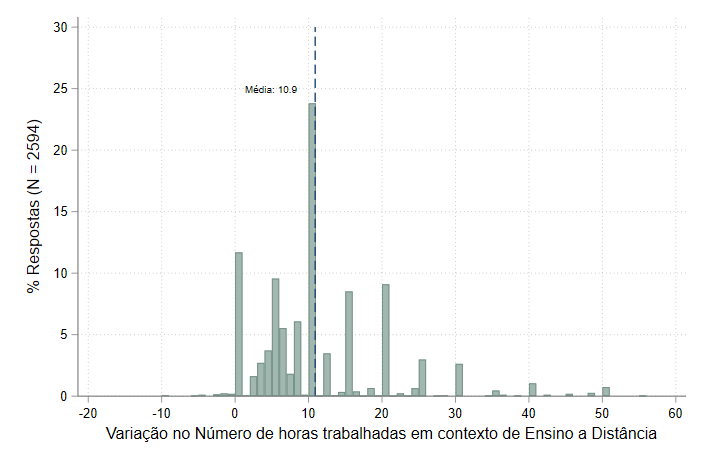 30
25
Média: 10.9
20
15
10
5
0
% Respostas (N = 2594)
-20 -10 0 10 20 30 40 50 60
Variação no Número de horas trabalhadas em contexto de Ensino a Distância